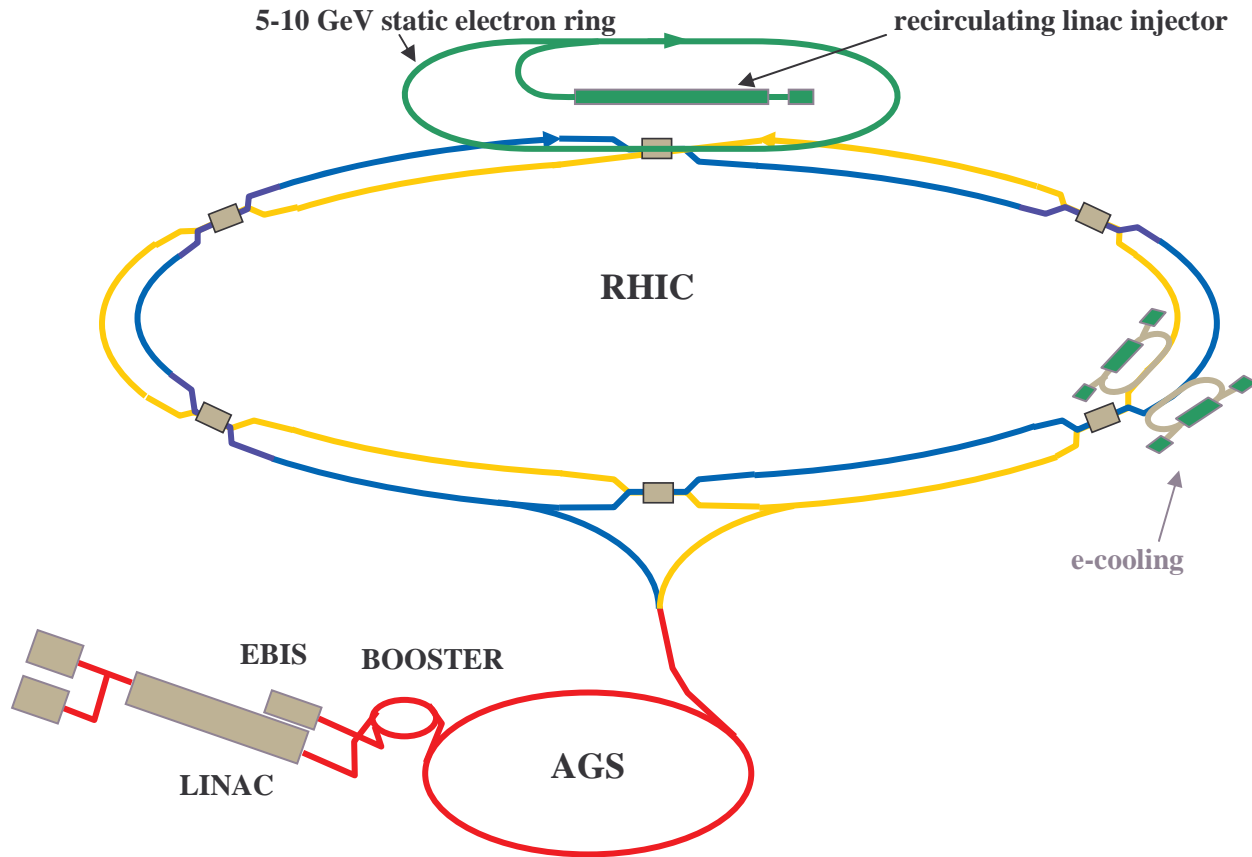 5-10 GeV static electron ring
recirculating linac injector
RHIC
e-cooling
EBIS
BOOSTER
LINAC
AGS